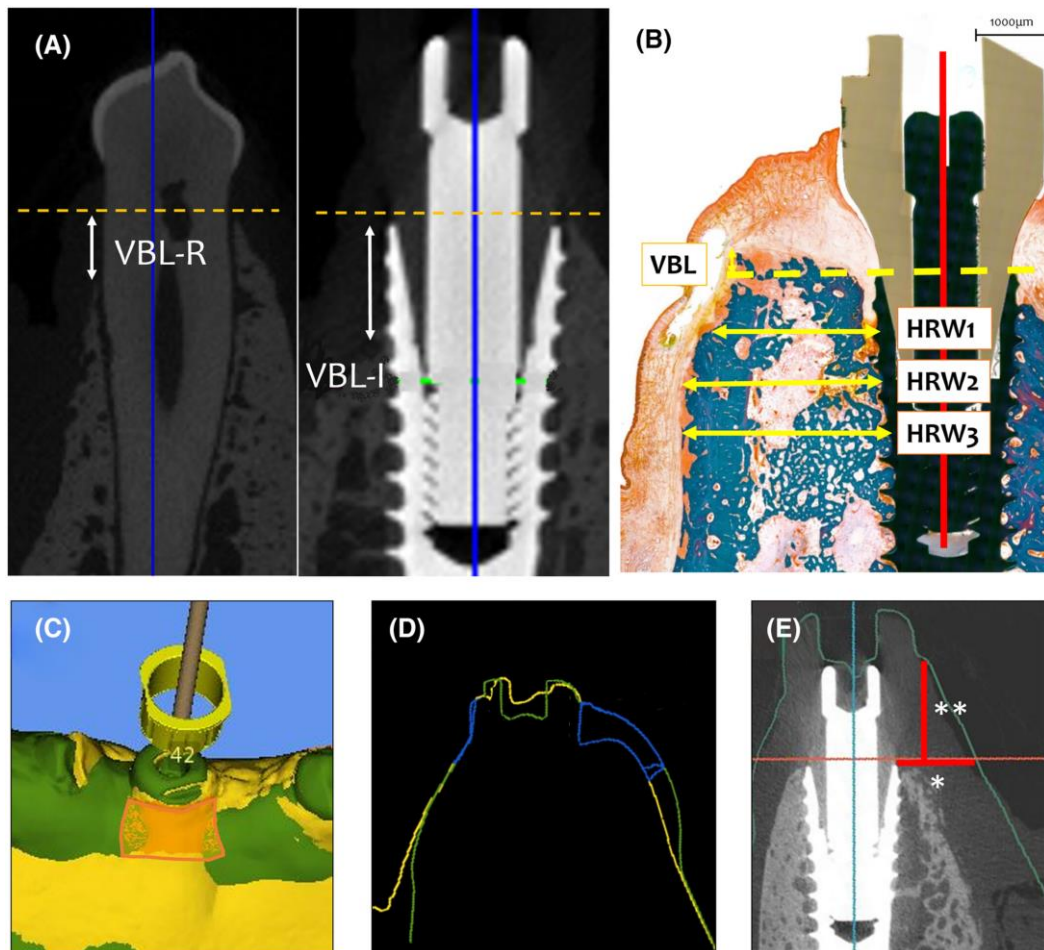 (A)
VBL-R
VBL-I
(B)
1000µm
VBL
HRW1
HRW2
HRW3
(C)
42
(D)
(E)
**
*